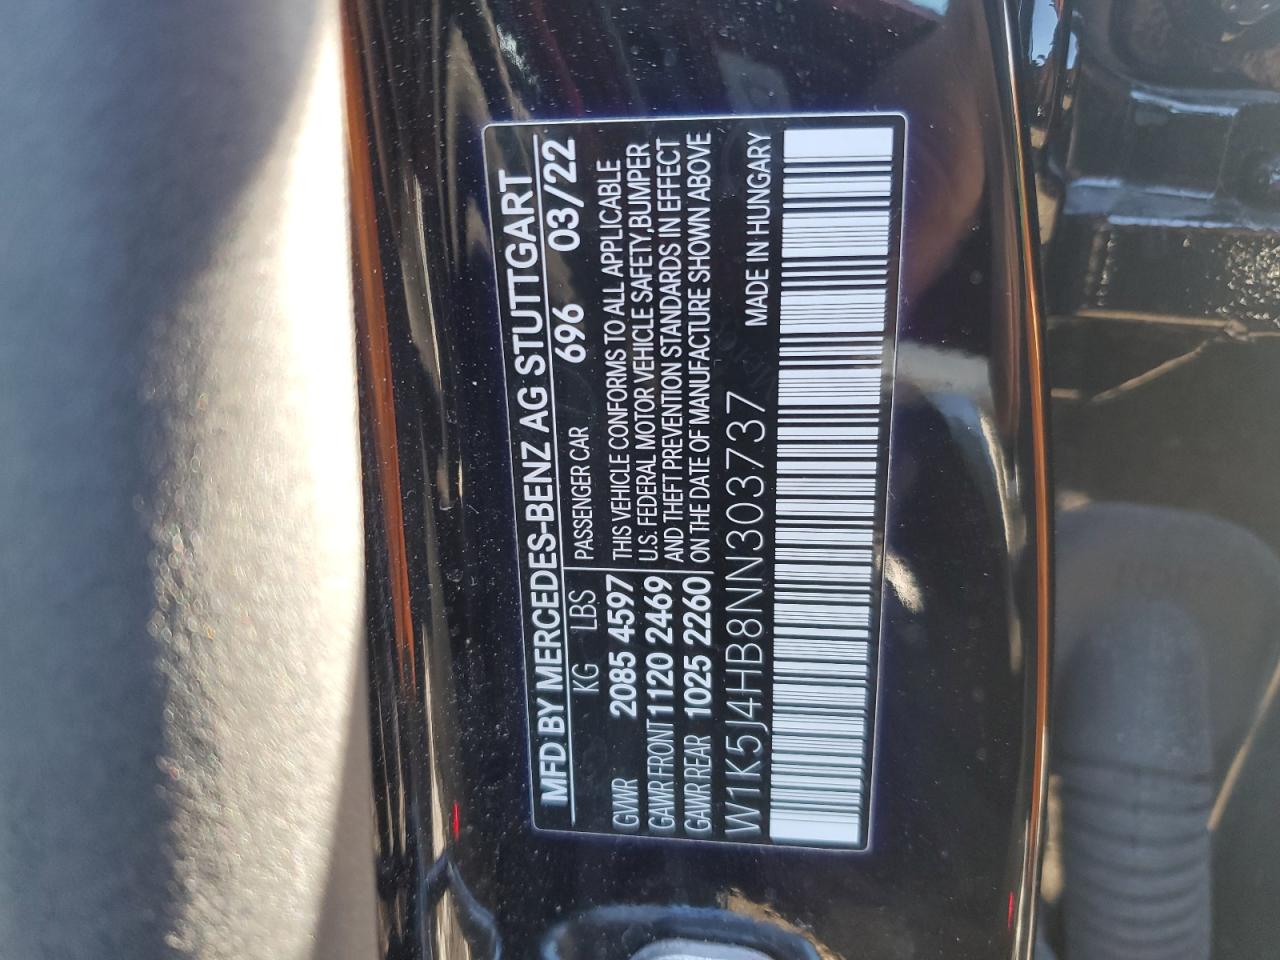 MFD BY MERCEDES-BENZ AG STUTTGART
KG LBS PASSENGER CAR 696 03/22
GVWR 2085 4597
GAWR FRONT 1120 2469
GAWR REAR 1025 2260
THIS VEHICLE CONFORMS TO ALL APPLICABLE
U.S. FEDERAL MOTOR VEHICLE SAFETY,BUMPER
AND THEFT PREVENTION STANDARDS IN EFFECT
ON THE DATE OF MANUFACTURE SHOWN ABOVE
W1K5J4HB8NN303737 MADE IN HUNGARY